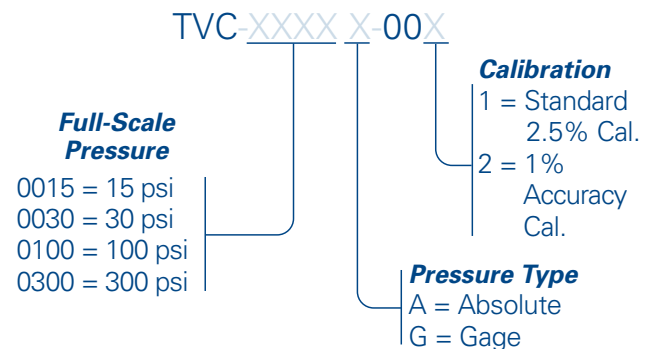 TVC-XXXX X-00X
Full-Scale
Pressure
0015 = 15 psi
0030 = 30 psi
0100 = 100 psi
0300 = 300 psi
Calibration
1 = Standard
2.5% Cal.
2 = 1%
Accuracy
Cal.
Pressure Type
A = Absolute
G = Gage